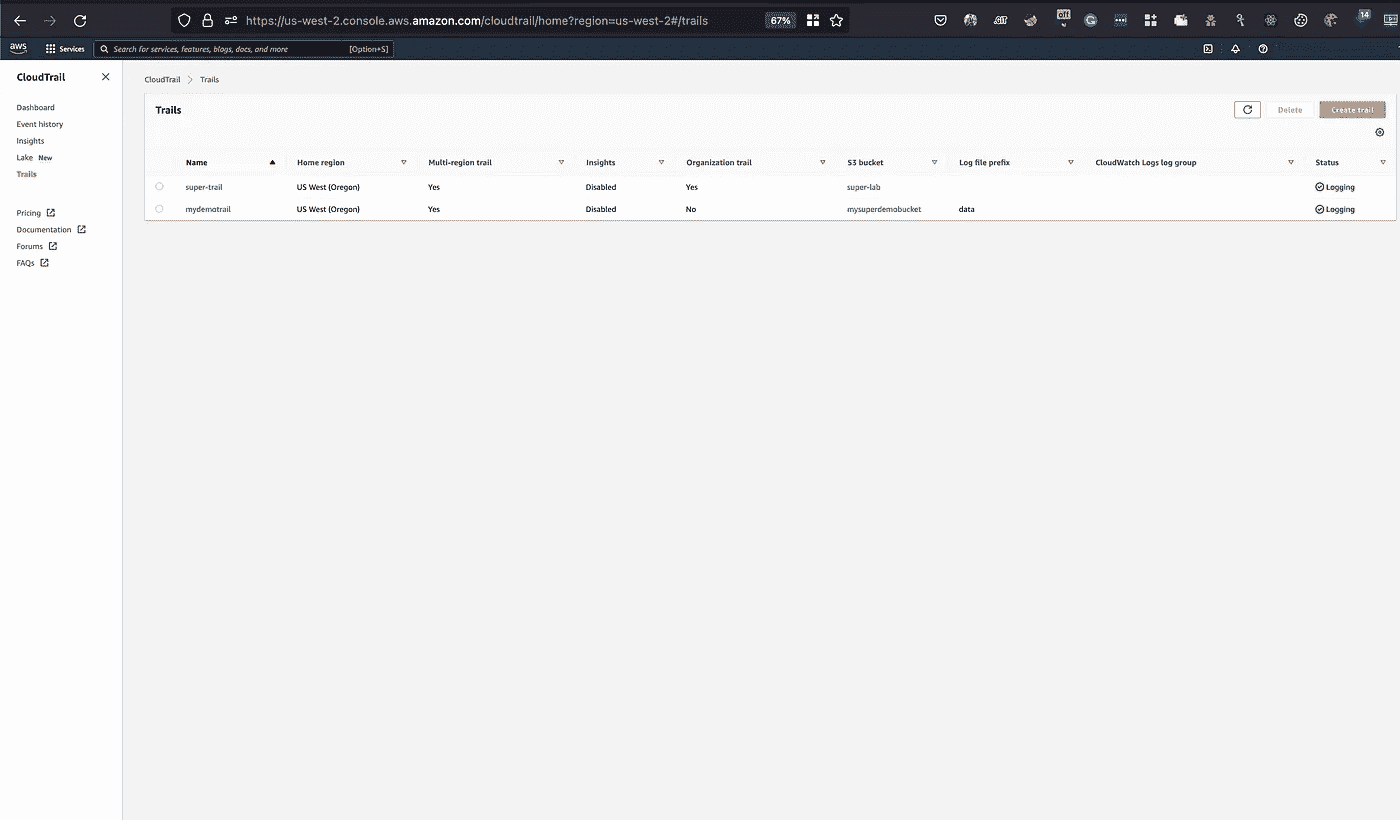 https://us-west-2.console.aws.amazon.com/cloudtrail/home?region=us-west-2#/trails 67% off 14
aws Services Search for services, features, blogs, docs, and more [Option+S]
CloudTrail
Dashboard
Event history
Insights
Lake New
Trails
Pricing
Documentation
Forums
FAQs
CloudTrail Trails
Trails Delete Create trail
Name Home region Multi-region trail Insights Organization trail S3 bucket Log file prefix CloudWatch Logs log group Status
super-trail US West (Oregon) Yes Disabled Yes super-lab Logging
mydemotrail US West (Oregon) Yes Disabled No mysuperdemobucket data Logging